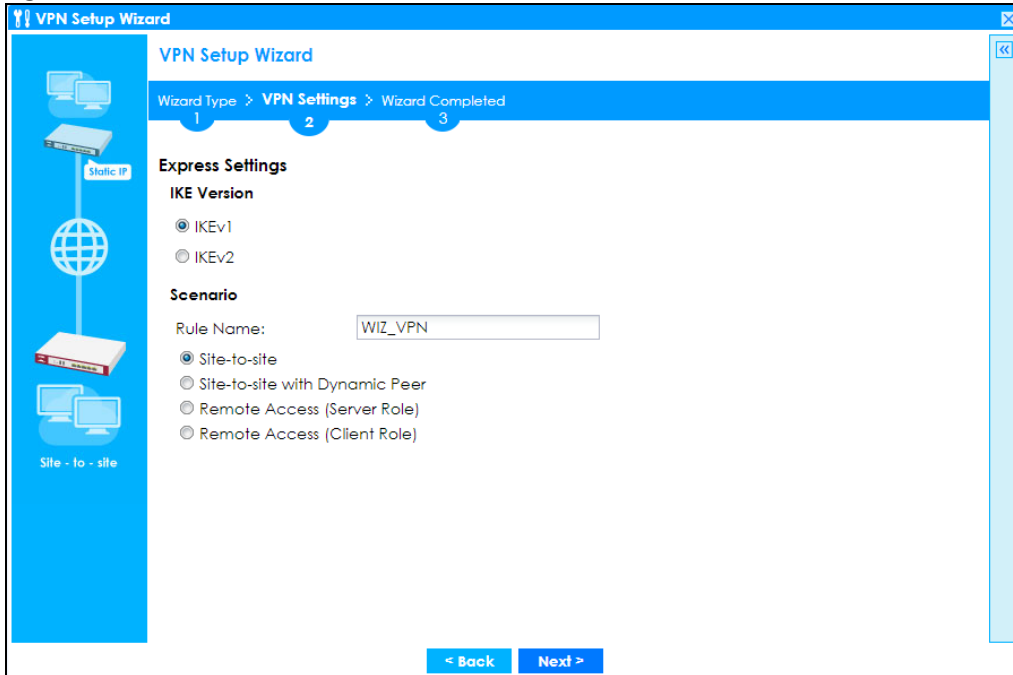 VPN Setup Wizard
VPN Setup Wizard
Wizard Type > VPN Settings > Wizard Completed
1 2 3
Static IP
Express Settings
IKE Version
IKEv1
IKEv2
Scenario
Rule Name: WIZ_VPN
Site-to-site
Site-to-site with Dynamic Peer
Remote Access (Server Role)
Remote Access (Client Role)
Site - to - site
< Back Next >